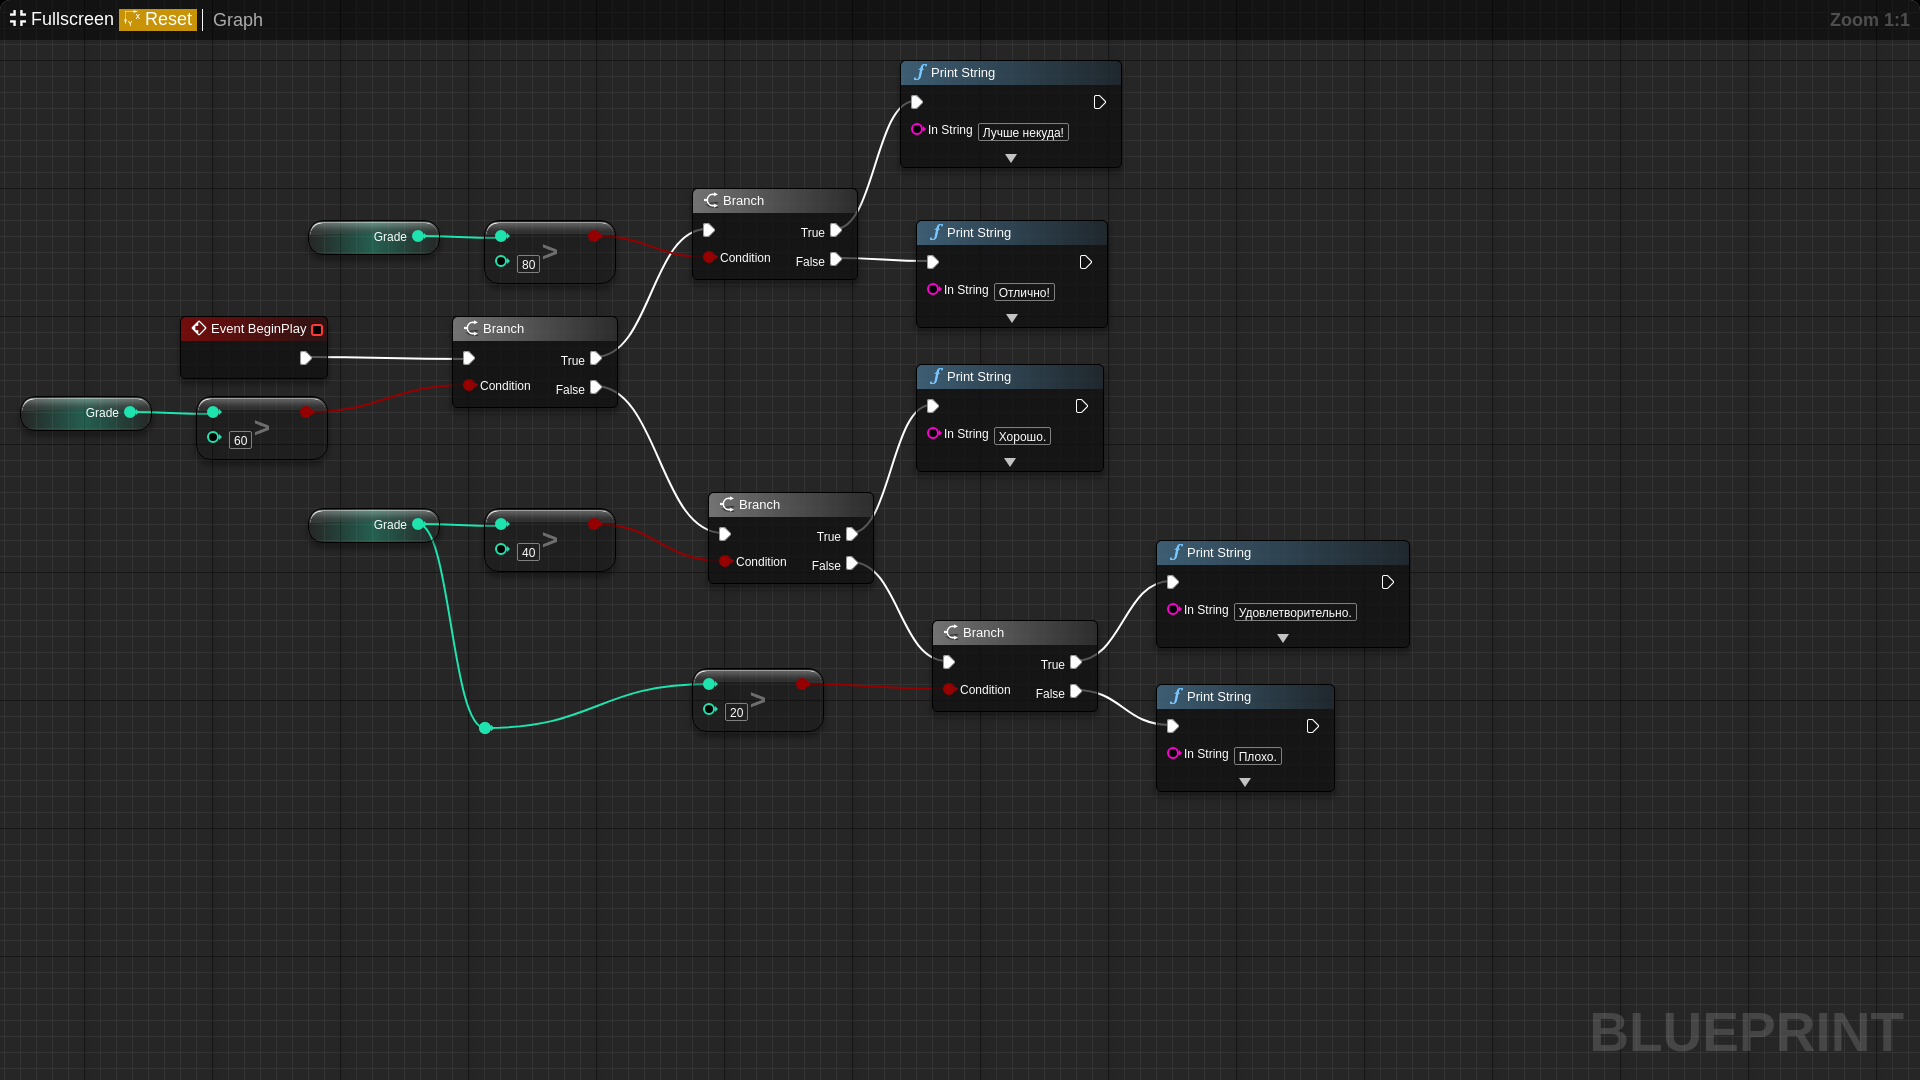 Fullscreen Reset Graph
Zoom 1:1
Print String
In String Лучше некуда!
Branch
True
Condition
False
Grade
>
80
Print String
In String Отлично!
Event BeginPlay
Branch
True
Condition
False
Grade
>
60
Print String
In String Хорошо.
Branch
True
Condition
False
Grade
>
40
Print String
In String Удовлетворительно.
Branch
True
Condition
False
>
20
Print String
In String Плохо.
BLUEPRINT